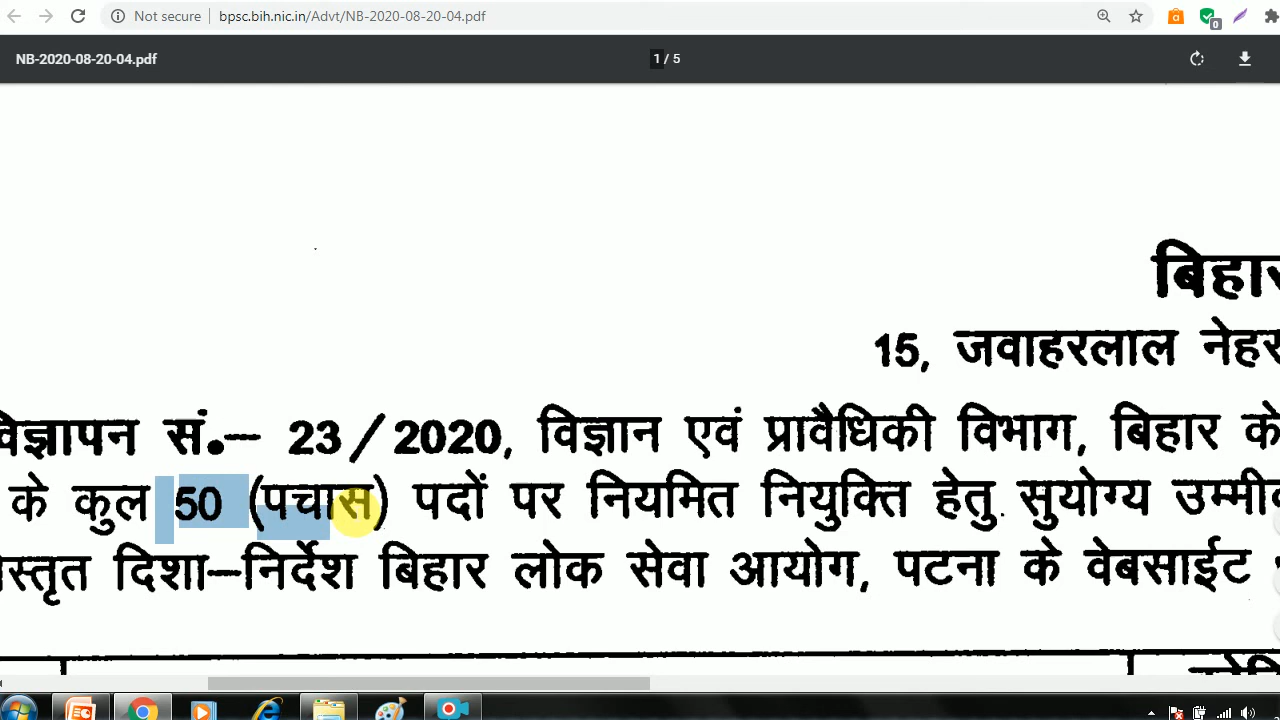 Not secure | bpsc.bih.nic.in/Advt/NB-2020-08-20-04.pdf
0
NB-2020-08-20-04.pdf
1 / 5
बिहार
15, जवाहरलाल
विज्ञापन सं.– 23/2020, विज्ञान एवं प्रावैधिकी विभाग, बिहार के
के कुल 50 (पचास) पदों पर नियमित नियुक्ति हेतु सुयोग्य
दिशा–निर्देश बिहार लोक सेवा आयोग, पटना के वेबसाईट